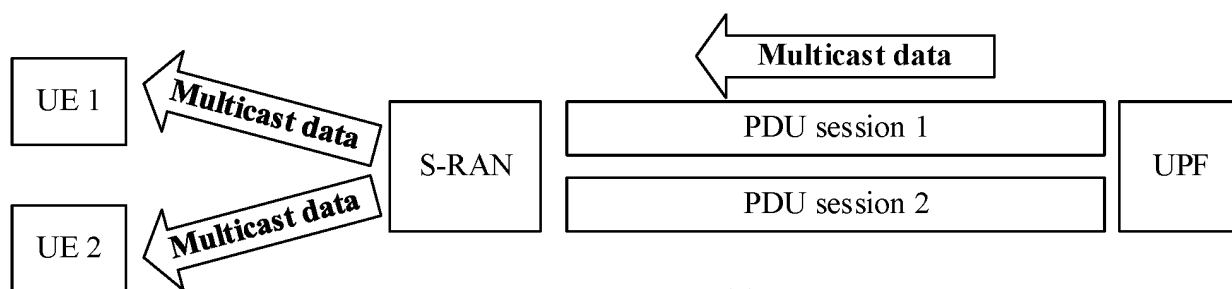 Multicast data
UE 1
Multicast data
PDU session 1
S-RAN
UPF
PDU session 2
Multicast data
UE 2